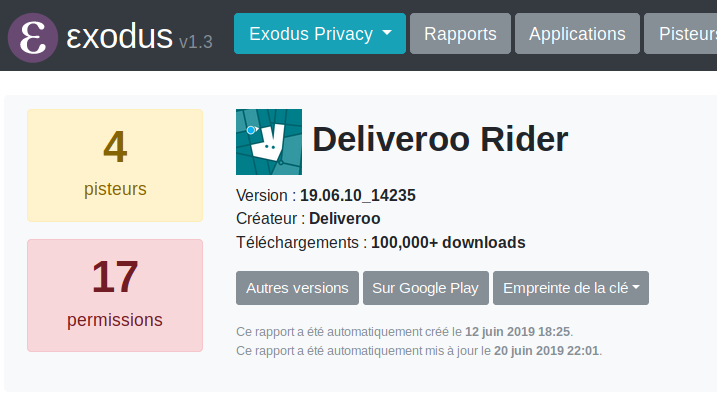 εxodus v1.3
Exodus Privacy
Rapports
Applications
Pisteurs
4
pisteurs
17
permissions
Deliveroo Rider
Version : 19.06.10_14235
Créateur : Deliveroo
Téléchargements : 100,000+ downloads
Autres versions
Sur Google Play
Empreinte de la clé
Ce rapport a été automatiquement créé le 12 juin 2019 18:25.
Ce rapport a été automatiquement mis à jour le 20 juin 2019 22:01.